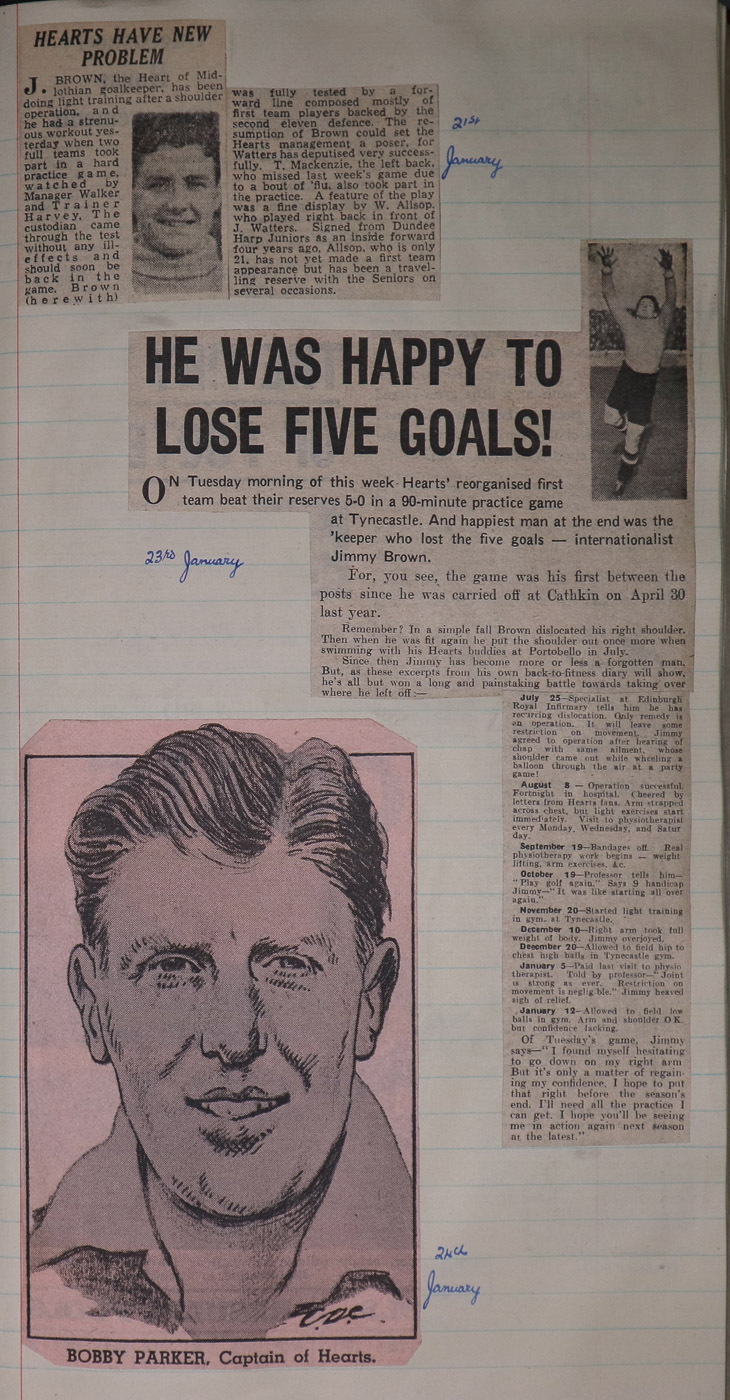 HEARTS HAVE NEW
PROBLEM
J. BROWN, the Heart of Mid-
lothian goalkeeper, has been
doing light training after a shoulder
operation, and
he had a strenu-
ous workout yes-
terday when two
full teams took
part in a hard
practice game,
watched by
Manager Walker
and Trainer
Harvey. The
custodian came
through the test
without any ill-
effects and
should soon be
back in the
game. Brown
(herewith)
was fully tested by a for-
ward line composed mostly of
first team players backed by the
second eleven defence. The re-
sumption of Brown could set the
Hearts management a poser, for
Watters has deputised very success-
fully. T. Mackenzie, the left back,
who missed last week's game due
to a bout of 'flu, also took part in
the practice. A feature of the play
was a fine display by W. Allsop,
who played right back in front of
J. Watters. Signed from Dundee
Harp Juniors as an inside forward
four years ago, Allsop, who is only
21, has not yet made a first team
appearance but has been a travel-
ling reserve with the Seniors on
several occasions.
21st
January
HE WAS HAPPY TO
LOSE FIVE GOALS!
ON Tuesday morning of this week Hearts' reorganised first
team beat their reserves 5-0 in a 90-minute practice game
at Tynecastle. And happiest man at the end was the
'keeper who lost the five goals — internationalist
Jimmy Brown.
For, you see, the game was his first between the
posts since he was carried off at Cathkin on April 30
last year.
Remember? In a simple fall Brown dislocated his right shoulder.
Then when he was fit again he put the shoulder out once more when
swimming with his Hearts buddies at Portobello in July.
Since then Jimmy has become more or less a forgotten man.
But, as these excerpts from his own back-to-fitness diary will show,
he's all but won a long and painstaking battle towards taking over
where he left off:—
23rd January
July 25—Specialist at Edinburgh
Royal Infirmary tells him he has
recurring dislocation. Only remedy is
an operation. It will leave some
restriction on movement. Jimmy
agreed to operation after hearing of
chap with same ailment, whose
shoulder came out while wheeling a
balloon through the air at a party
game!
August 8—Operation successful.
Fortnight in hospital. Cheered by
letters from Hearts fans. Arm strapped
across chest, but light exercises start
immediately. Visit to physiotherapist
every Monday, Wednesday, and Satur
day.
September 19—Bandages off. Real
physiotherapy work begins — weight
lifting, arm exercises, &c.
October 19—Professor tells him—
"Play golf again." Says 9 handicap
Jimmy—"It was like starting all over
again."
November 20—Started light training
in gym. at Tynecastle.
December 10—Right arm took full
weight of body. Jimmy overjoyed.
December 20—Allowed to field hip to
chest high balls in Tynecastle gym.
January 5—Paid last visit to physio
therapist. Told by professor—"Joint
is strong as ever. Restriction on
movement is negligible." Jimmy heaved
sigh of relief.
January 12—Allowed to field low
balls in gym. Arm and shoulder O.K.
but confidence lacking.
Of Tuesday's game, Jimmy
says—"I found myself hesitating
to go down on my right arm
But it's only a matter of regain-
ing my confidence. I hope to put
that right before the season's
end. I'll need all the practice I
can get. I hope you'll be seeing
me in action again next season
at the latest."
24th
January
BOBBY PARKER, Captain of Hearts.